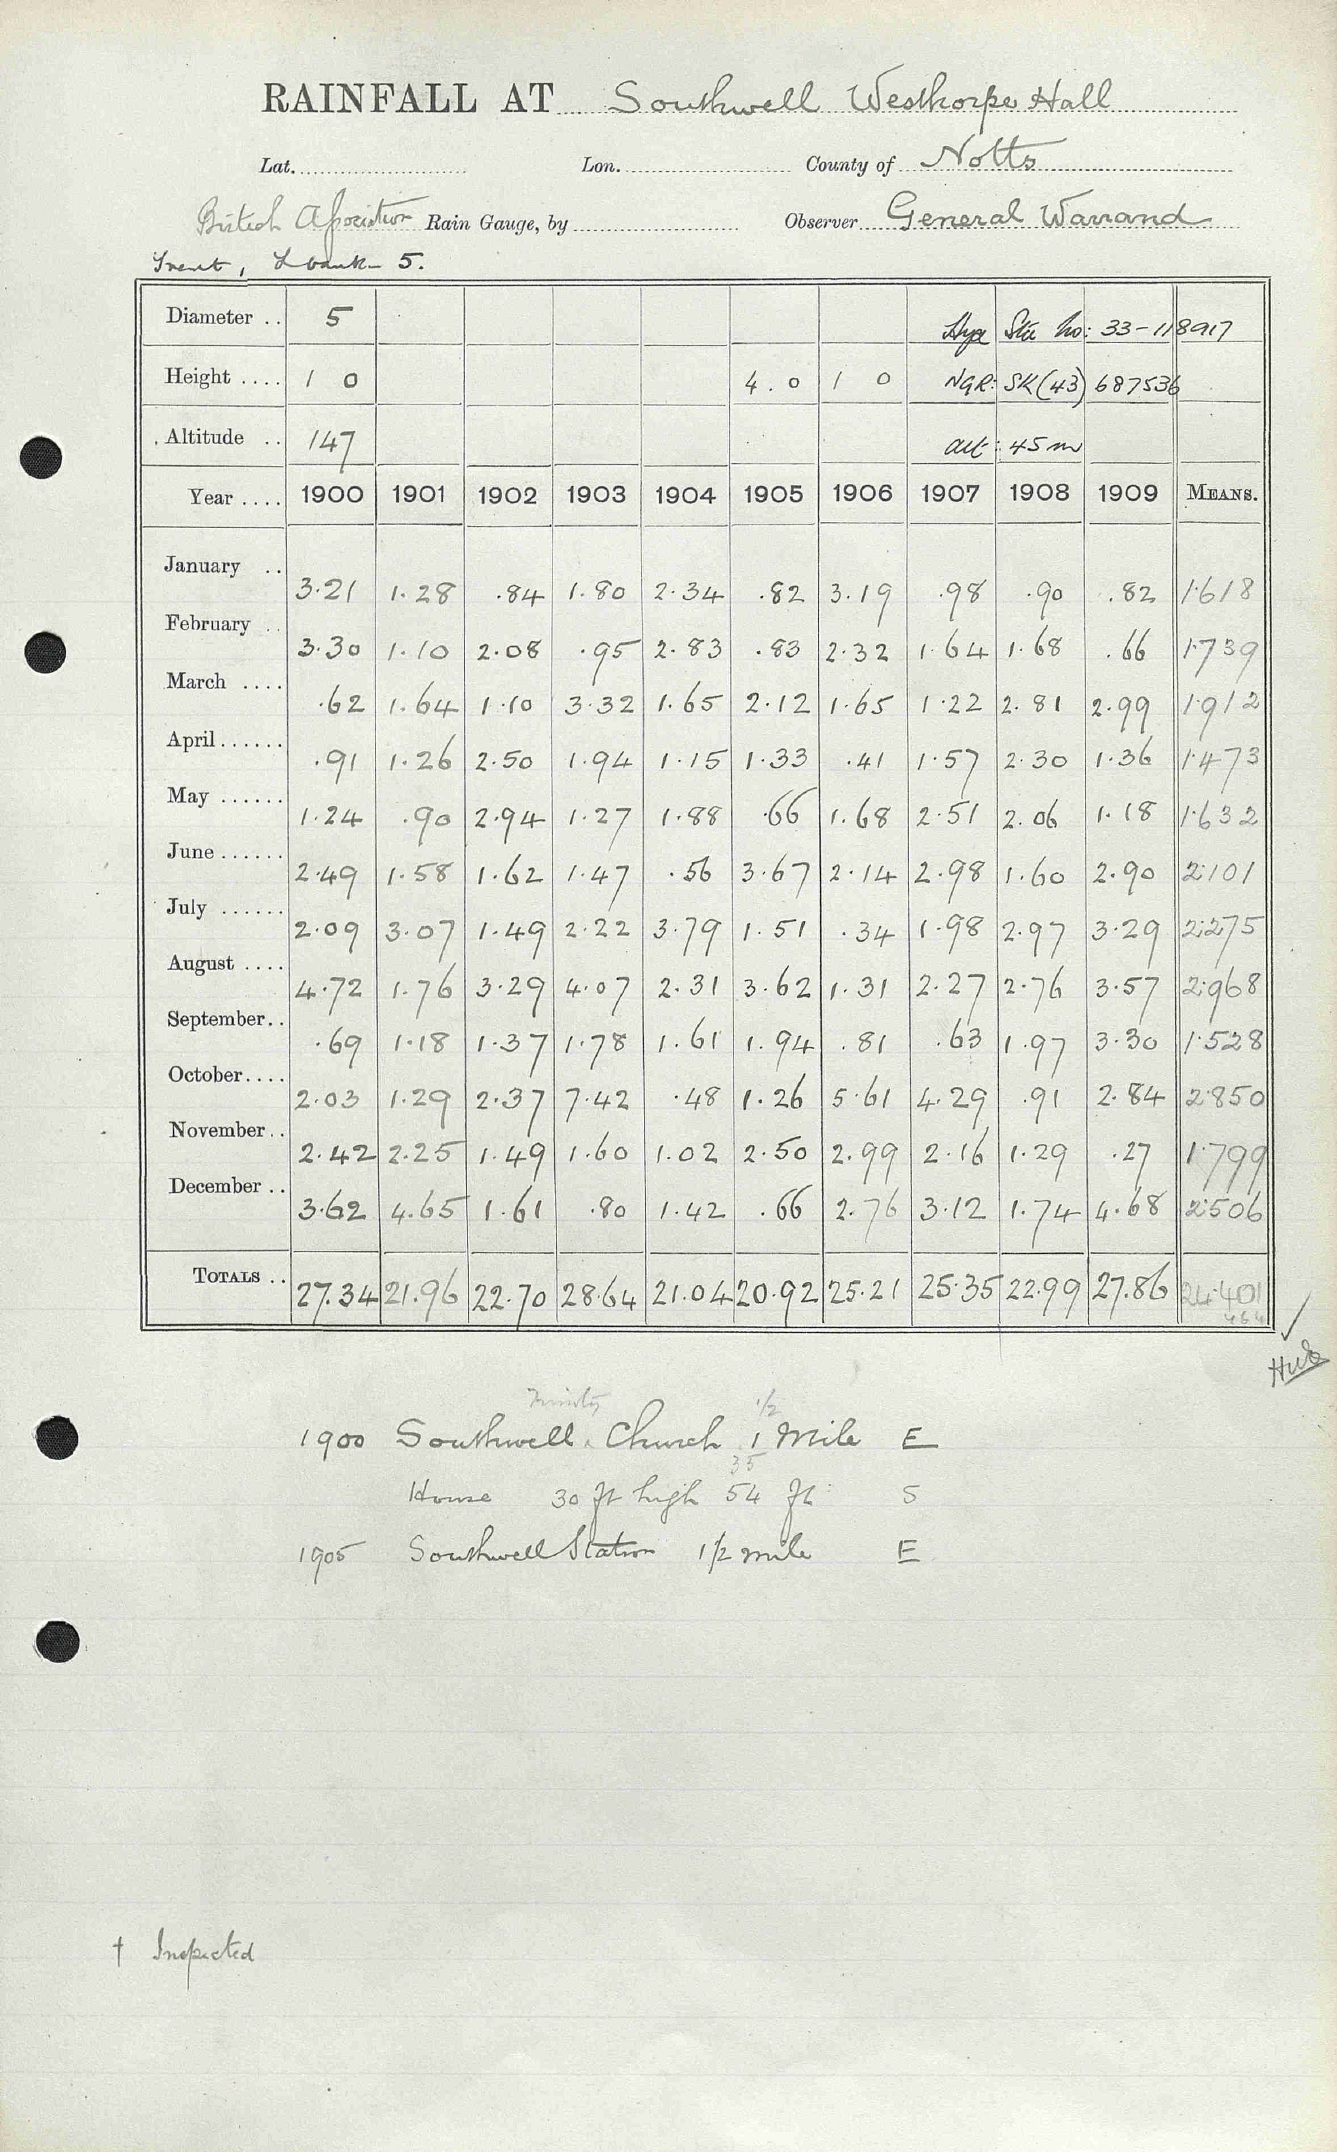 RAINFALL AT Southwell Westhorpe Hall
Lat. Lon. County of Notts
British Association Rain Gauge, by Observer General Warrand
Trent, L bank 5.
Diameter .. 5 Hyd Sta no: 33-118917
Height .... 1 0 4.0 1 0 NGR: SK(43) 687536
Altitude .. 147 alt: 45m
Year .... 1900 1901 1902 1903 1904 1905 1906 1907 1908 1909 MEANS.
January .. 3.21 1.28 .84 1.80 2.34 .82 3.19 .98 .90 .82 1.618
February .. 3.30 1.10 2.08 .95 2.83 .83 2.32 1.64 1.68 .66 1.739
March .... .62 1.64 1.10 3.32 1.65 2.12 1.65 1.22 2.81 2.99 1.912
April ...... .91 1.26 2.50 1.94 1.15 1.33 .41 1.57 2.30 1.36 1.473
May ...... 1.24 .90 2.94 1.27 1.88 .66 1.68 2.51 2.06 1.18 1.632
June ...... 2.49 1.58 1.62 1.47 .56 3.67 2.14 2.98 1.60 2.90 2.101
July ...... 2.09 3.07 1.49 2.22 3.79 1.51 .34 1.98 2.97 3.29 2.275
August .... 4.72 1.76 3.29 4.07 2.31 3.62 1.31 2.27 2.76 3.57 2.968
September .. .69 1.18 1.37 1.78 1.61 1.94 .81 .63 1.97 3.30 1.528
October .... 2.03 1.29 2.37 7.42 .48 1.26 5.61 4.29 .91 2.84 2.850
November .. 2.42 2.25 1.49 1.60 1.02 2.50 2.99 2.16 1.29 .27 1.799
December .. 3.62 4.65 1.61 .80 1.42 .66 2.76 3.12 1.74 4.68 2.506
TOTALS .. 27.34 21.96 22.70 28.64 21.04 20.92 25.21 25.35 22.99 27.86 24.401
Trinity 1/2
1900 Southwell Church 1 Mile E
35
House 30 ft high 54 ft S
1905 Southwell Station 1/2 mile E
† Inspected